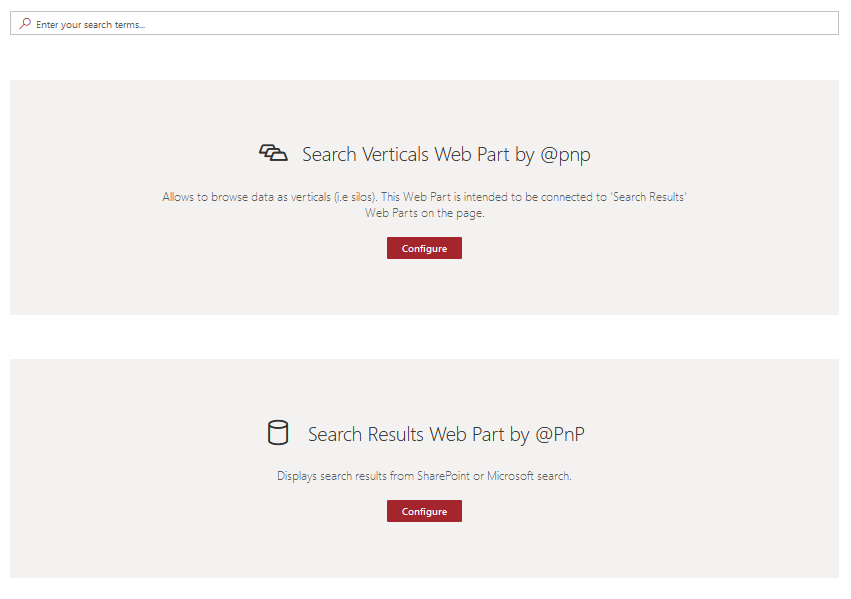 Enter your search terms...
Search Verticals Web Part by @pnp
Allows to browse data as verticals (i.e silos). This Web Part is intended to be connected to 'Search Results'
Web Parts on the page.
Configure
Search Results Web Part by @PnP
Displays search results from SharePoint or Microsoft search.
Configure